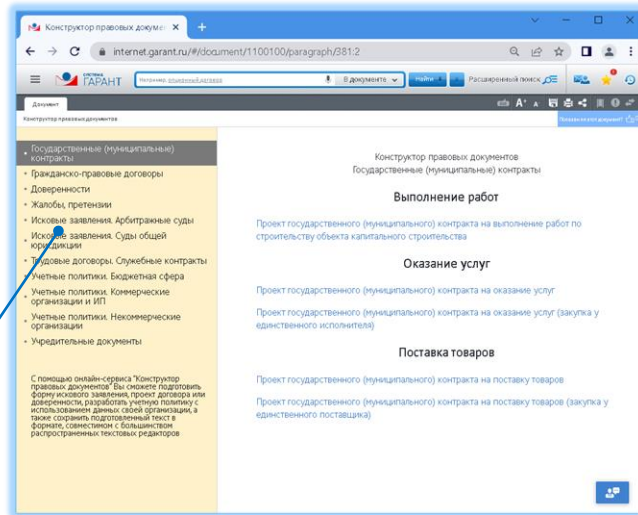 Конструктор правовых докумен
internet.garant.ru/#/document/1100100/paragraph/381:2
СИСТЕМА
ГАРАНТ
Например, трудовой договор
В документе
Найти
Расширенный поиск
Документ
Конструктор правовых документов
Государственные (муниципальные)
контракты
Гражданско-правовые договоры
Доверенности
Жалобы, претензии
Исковые заявления. Арбитражные суды
Исковые заявления. Суды общей
юрисдикции
Трудовые договоры. Служебные контракты
Учетные политики. Бюджетная сфера
Учетные политики. Коммерческие
организации и ИП
Учетные политики. Некоммерческие
организации
Учредительные документы
С помощью онлайн-сервиса "Конструктор
правовых документов" Вы сможете подготовить
форму искового заявления, проект договора или
доверенности, разработать учетную политику с
использованием данных своей организации, а
также сохранить подготовленный текст в
формате, совместимом с большинством
распространенных текстовых редакторов
Конструктор правовых документов
Государственные (муниципальные) контракты
Выполнение работ
Проект государственного (муниципального) контракта на выполнение работ по
строительству объекта капитального строительства
Оказание услуг
Проект государственного (муниципального) контракта на оказание услуг
Проект государственного (муниципального) контракта на оказание услуг (закупка у
единственного исполнителя)
Поставка товаров
Проект государственного (муниципального) контракта на поставку товаров
Проект государственного (муниципального) контракта на поставку товаров (закупка у
единственного поставщика)